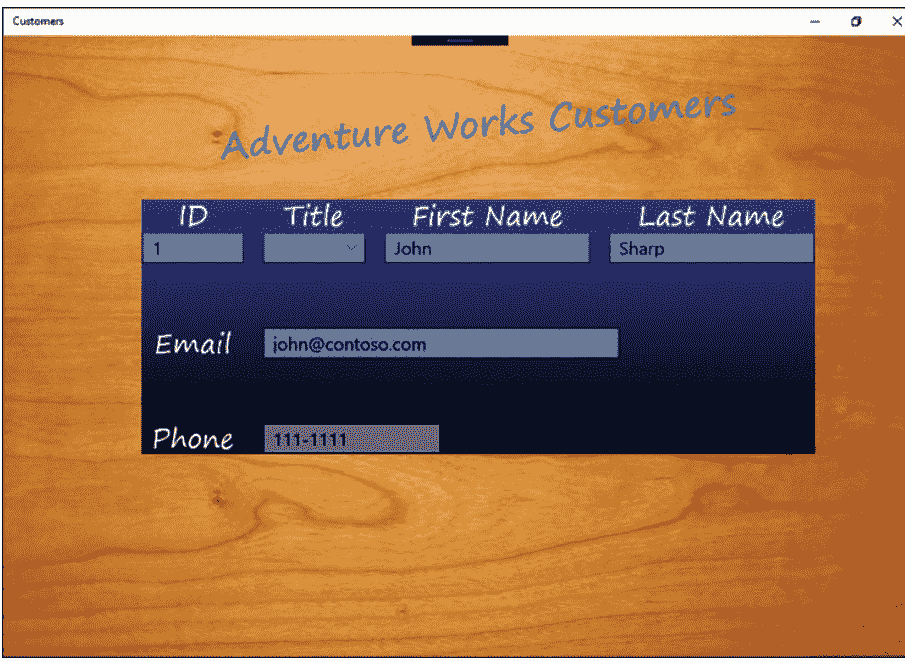 Customers
Adventure Works Customers
ID Title First Name Last Name
1 John Sharp
Email john@contoso.com
Phone 111-1111